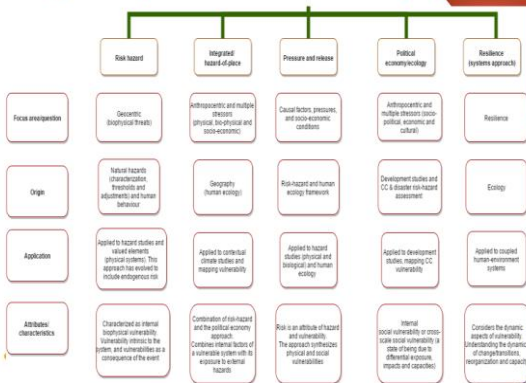 Risk hazard
Integrated/
hazard-of-place
Pressure and release
Political
economy/ecology
Resilience
(systems approach)
Focus area/question
Geocentric
(biophysical threats)
Anthropocentric and multiple
stressors
(physical, bio-physical and
socio-economic)
Causal factors, pressures,
and socio-economic
conditions
Anthropocentric and
multiple stressors (socio-
political, economic and
cultural)
Resilience
Origin
Natural hazards
(characterization,
thresholds and
adjustments) and human
behaviour
Geography
(human ecology)
Risk-hazard and human
ecology framework
Development studies and
CC & disaster risk-hazard
assessment
Ecology
Application
Applied to hazard studies and
valued elements
(physical systems). This
approach has evolved to
include endogenous risk
Applied to contextual
climate studies and
mapping vulnerability
Applied to hazard
studies (physical and
biological) and human
ecology
Applied to development
studies, mapping CC
vulnerability
Applied to coupled
human-environment
systems
Attributes/
characteristics
Characterized as internal
biophysical vulnerability.
Vulnerability intrinsic to the
system, and vulnerabilities as a
consequence of the event
Combination of risk-hazard
and the political economy
approach.
Combines internal factors of
a vulnerable system with its
exposure to external
hazards
Risk is an attribute of hazard
and vulnerability.
The approach synthesizes
physical and social
vulnerabilities
Internal
social vulnerability or cross-
scale social vulnerability (a
state of being due to
differential exposure,
impacts and capacities)
Considers the dynamic
aspects of vulnerability.
Understanding the dynamics
of change/transitions,
reorganization and capacity